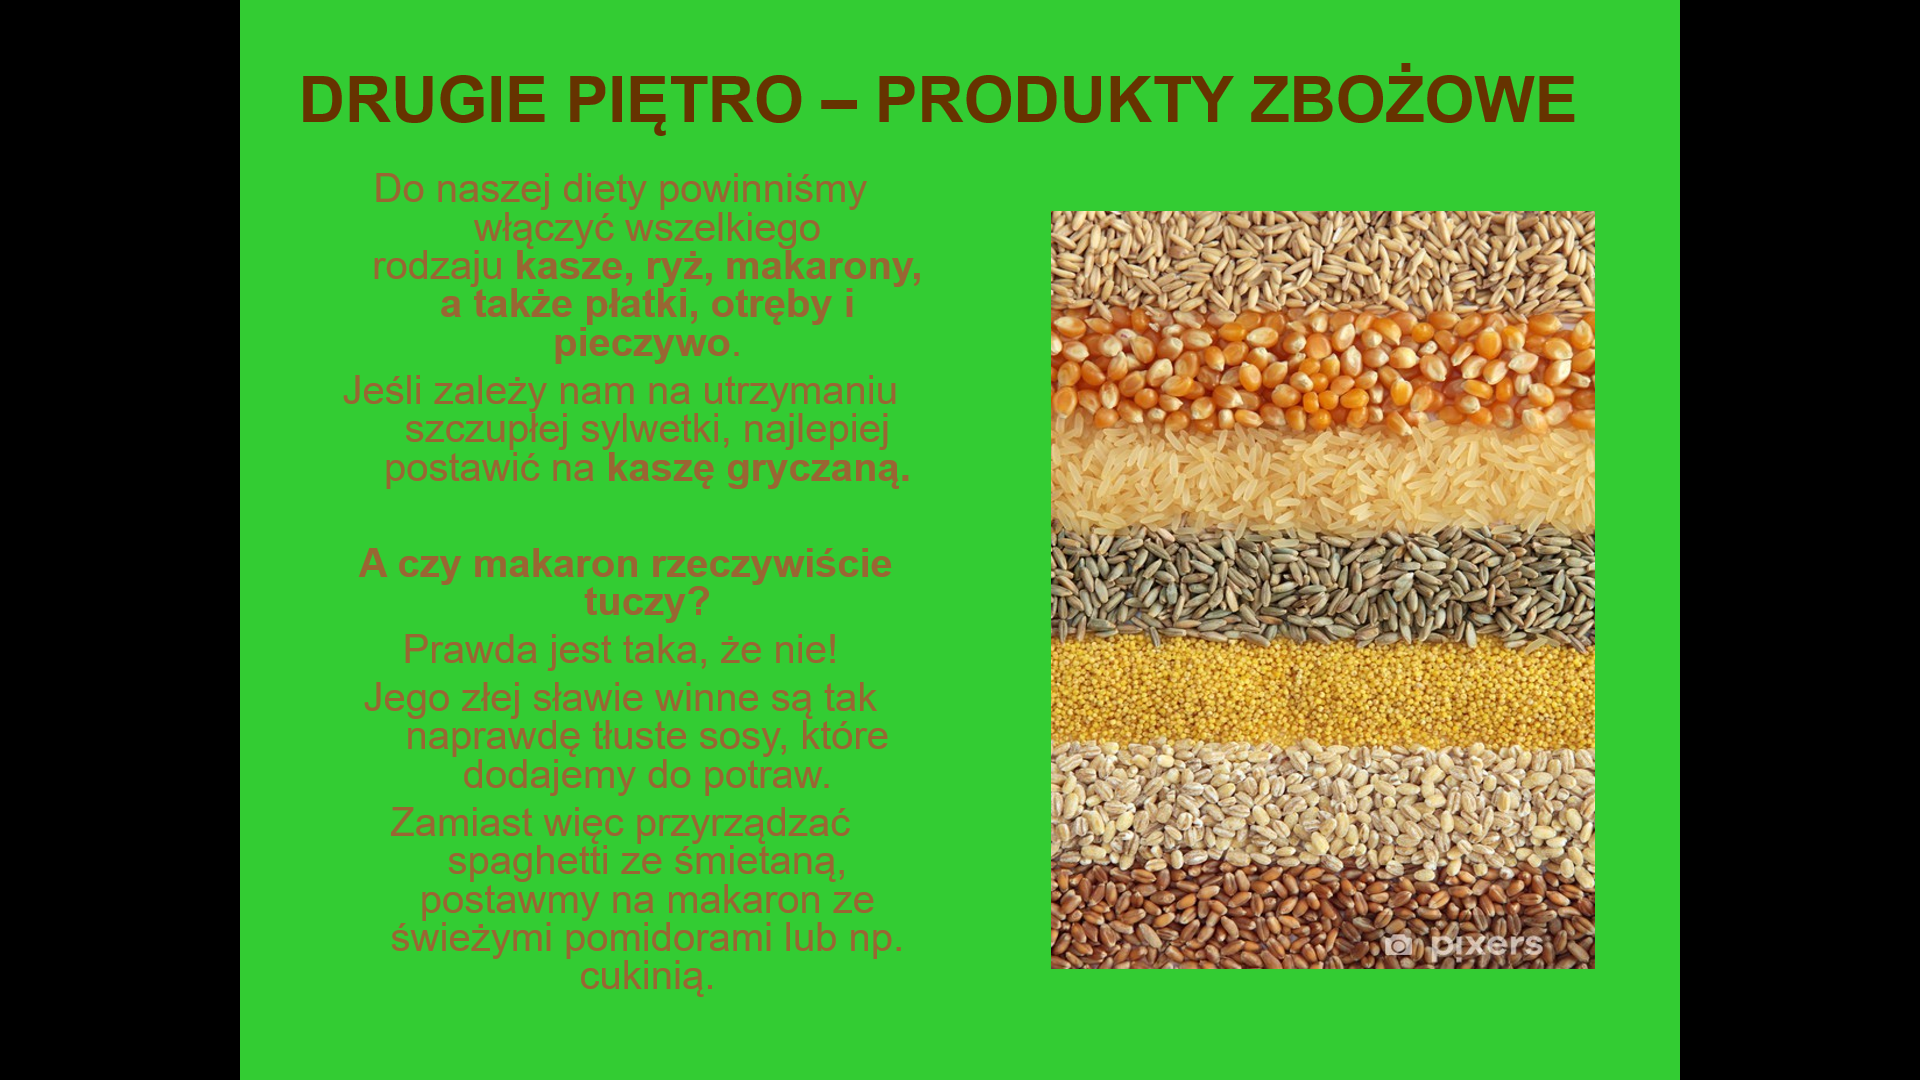 DRUGIE PIĘTRO – PRODUKTY ZBOŻOWE
Do naszej diety powinniśmy
włączyć wszelkiego
rodzaju kasze, ryż, makarony,
a także płatki, otręby i
pieczywo.
Jeśli zależy nam na utrzymaniu
szczupłej sylwetki, najlepiej
postawić na kaszę gryczaną.
A czy makaron rzeczywiście
tuczy?
Prawda jest taka, że nie!
Jego złej sławie winne są tak
naprawdę tłuste sosy, które
dodajemy do potraw.
Zamiast więc przyrządzać
spaghetti ze śmietaną,
postawmy na makaron ze
świeżymi pomidorami lub np.
cukinią.
pixers